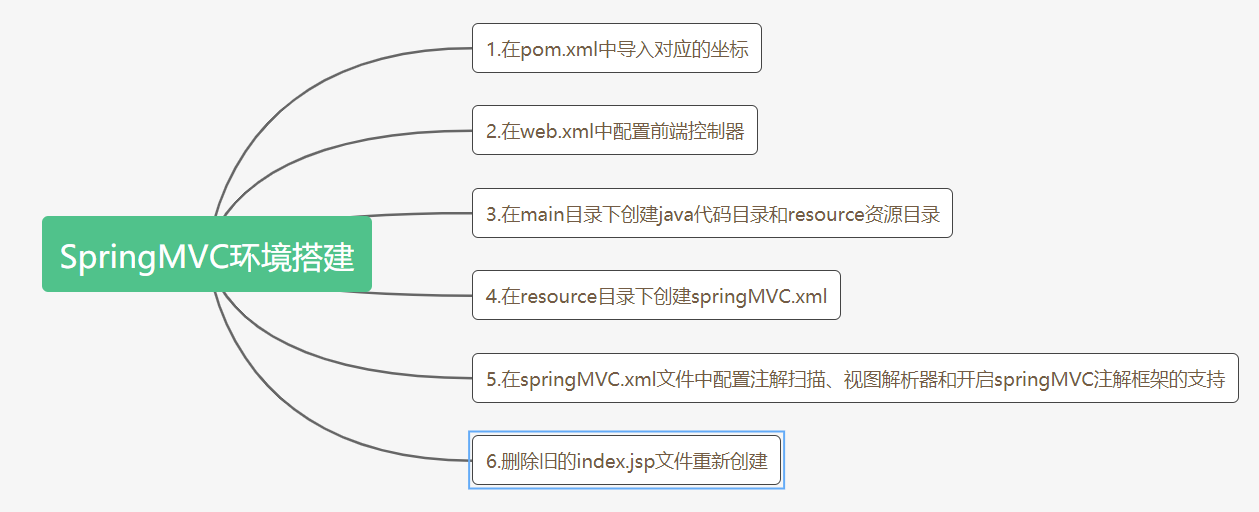 1.在pom.xml中导入对应的坐标
2.在web.xml中配置前端控制器
3.在main目录下创建java代码目录和resource资源目录
SpringMVC环境搭建
4.在resource目录下创建springMVC.xml
5.在springMVC.xml文件中配置注解扫描、视图解析器和开启springMVC注解框架的支持
6.删除旧的index.jsp文件重新创建